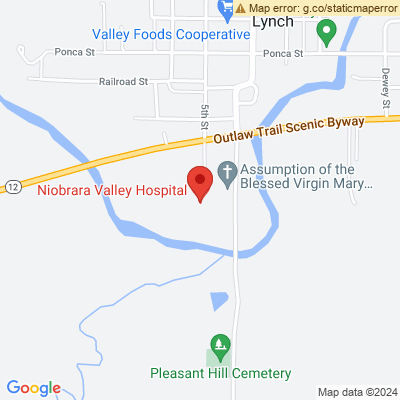 Map error: g.co/staticmaperror
Lynch
Valley Foods Cooperative
Ponca St
Ponca St
Railroad St
Dewey St
5th St
Outlaw Trail Scenic Byway
12
Niobrara Valley Hospital
Assumption of the
Blessed Virgin Mary...
Pleasant Hill Cemetery
Google
Map data ©2024